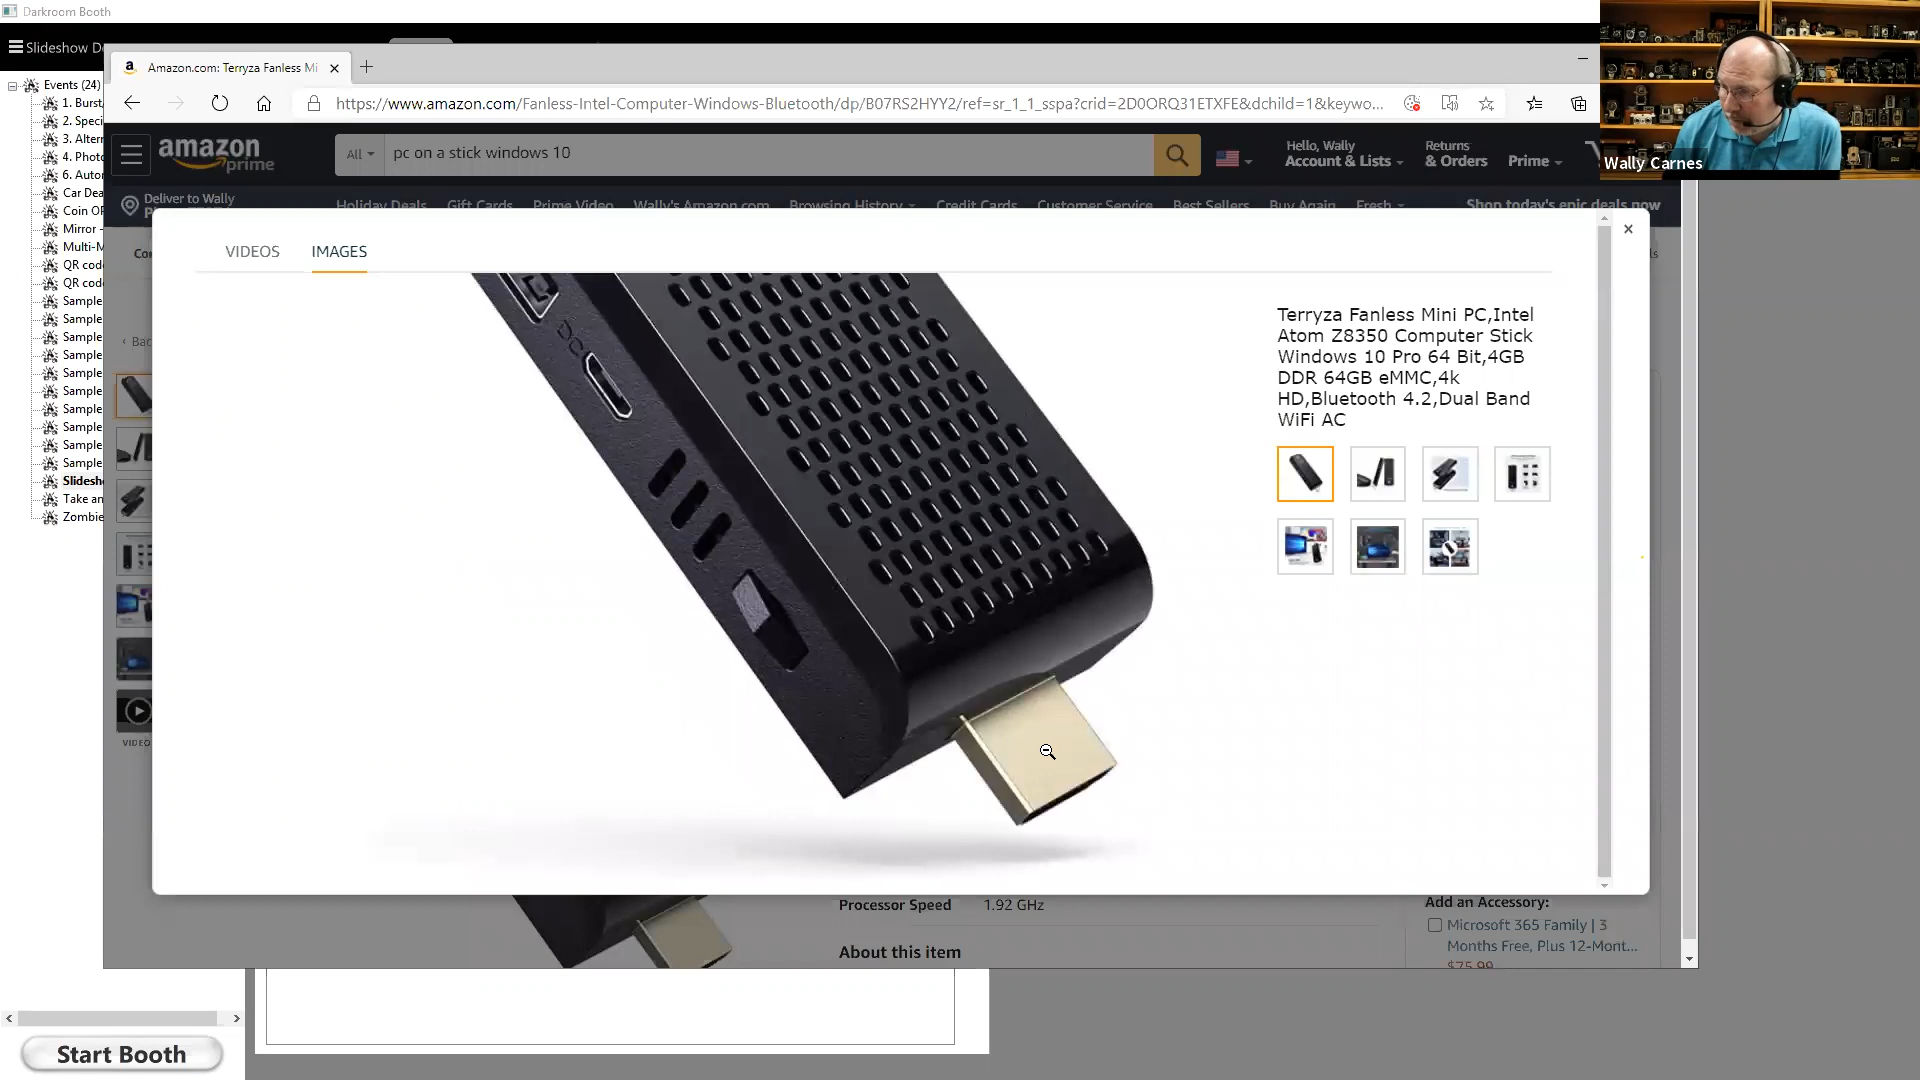 Darkroom Booth
Slideshow De
Events (24)
1. Burst,
2. Speci
3. Alter
4. Photo
6. Autor
Car Dea
Coin OP
Mirror -
Multi-M
QR cod
QR cod
Sample
Sample
Sample
Sample
Sample
Sample
Sample
Sample
Sample
Sample
Slidesh
Take an
Zombie
Start Booth
Amazon.com: Terryza Fanless Mi
https://www.amazon.com/Fanless-Intel-Computer-Windows-Bluetooth/dp/B07RS2HYY2/ref=sr_1_1_sspa?crid=2D0ORQ31ETXFE&dchild=1&keywo...
amazon prime
All
pc on a stick windows 10
Hello, Wally
Account & Lists
Returns
& Orders
Prime
Wally Carnes
Deliver to Wally
Holiday Deals Gift Cards Prime Video Wally's Amazon.com Browsing History Credit Cards Customer Service Best Sellers Buy Again Fresh Shop today's epic deals now
Co
ls
‹ Bac
VIDEO
VIDEOS IMAGES
DC
Terryza Fanless Mini PC,Intel
Atom Z8350 Computer Stick
Windows 10 Pro 64 Bit,4GB
DDR 64GB eMMC,4k
HD,Bluetooth 4.2,Dual Band
WiFi AC
Processor Speed 1.92 GHz
About this item
Add an Accessory:
Microsoft 365 Family | 3
Months Free, Plus 12-Mont...
$75.99